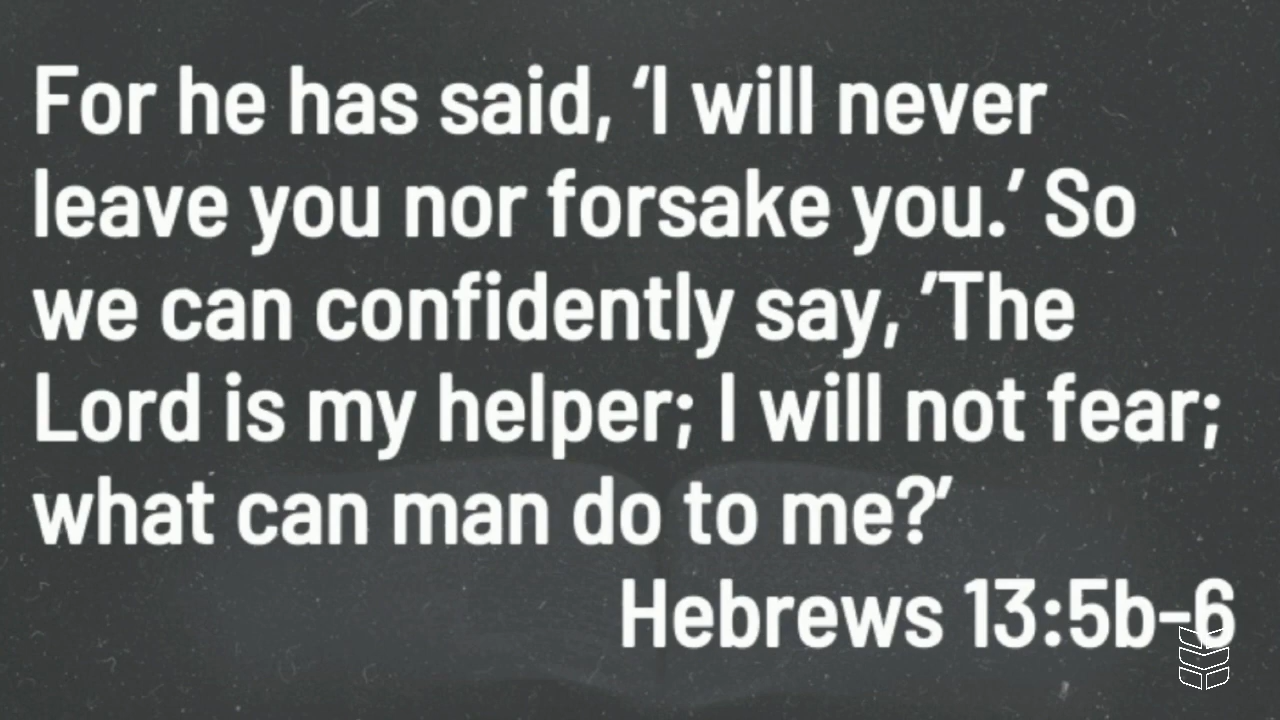 For he has said, ‘I will never
leave you nor forsake you.’ So
we can confidently say, ’The
Lord is my helper; I will not fear;
what can man do to me?’
Hebrews 13:5b-6